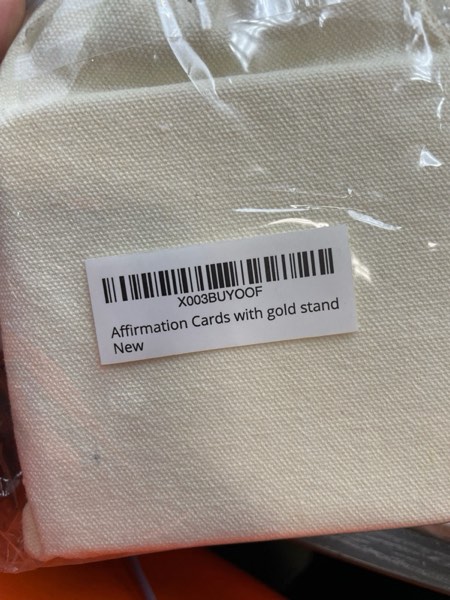 X003BUYOOF
Affirmation Cards with gold stand
New